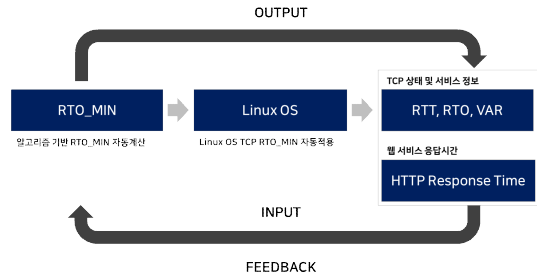 OUTPUT
TCP 상태 및 서비스 정보
RTO_MIN
Linux OS
RTT, RTO, VAR
알고리즘 기반 RTO_MIN 자동계산
Linux OS TCP RTO_MIN 자동적용
웹 서비스 응답시간
HTTP Response Time
INPUT
FEEDBACK